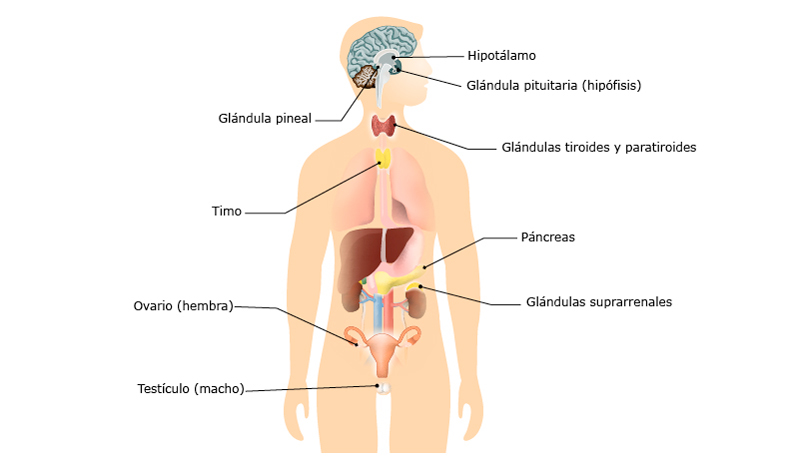 Hipotálamo
Glándula pituitaria (hipófisis)
Glándula pineal
Glándulas tiroides y paratiroides
Timo
Páncreas
Glándulas suprarrenales
Ovario (hembra)
Testículo (macho)